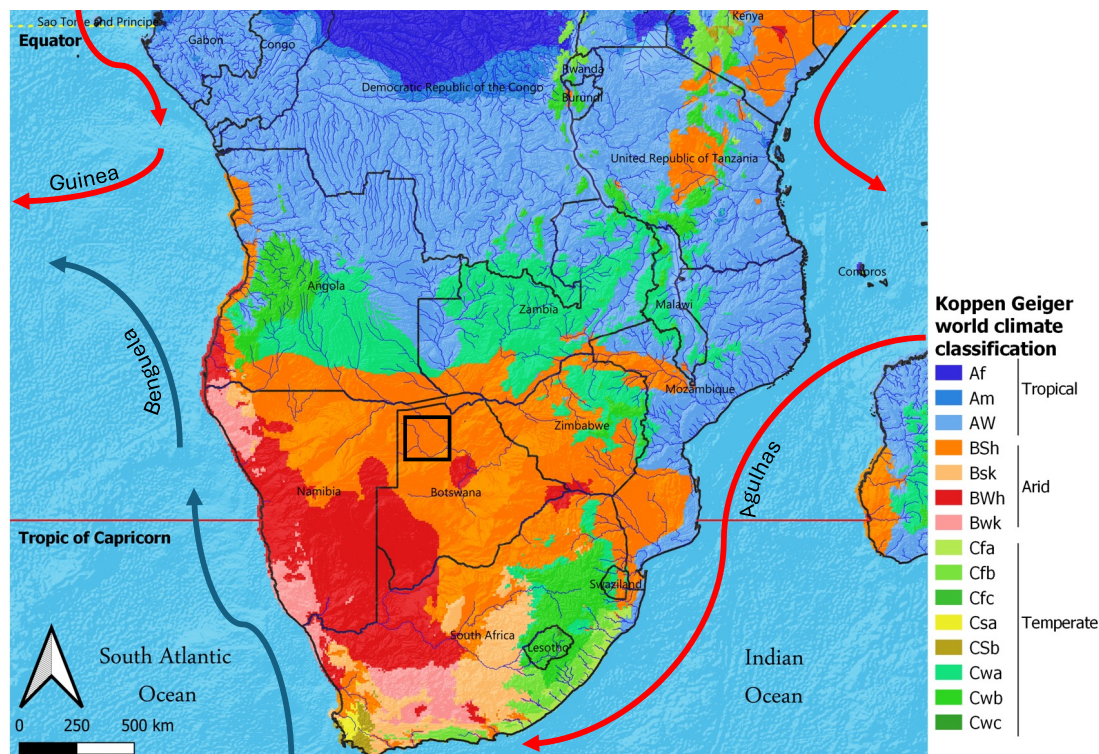 Sao Tome and Principe
Equator
Gabon
Congo
Kenya
Democratic Republic of the Congo
Rwanda
Burundi
United Republic of Tanzania
Guinea
Comoros
Angola
Zambia
Malawi
Benguela
Mozambique
Zimbabwe
Namibia
Botswana
Agulhas
Tropic of Capricorn
Swaziland
South Africa
Lesotho
South Atlantic
Ocean
Indian
Ocean
0 250 500 km
Koppen Geiger
world climate
classification
Af
Am
AW
Tropical
BSh
Bsk
BWh
Bwk
Arid
Cfa
Cfb
Cfc
Csa
CSb
Cwa
Cwb
Cwc
Temperate